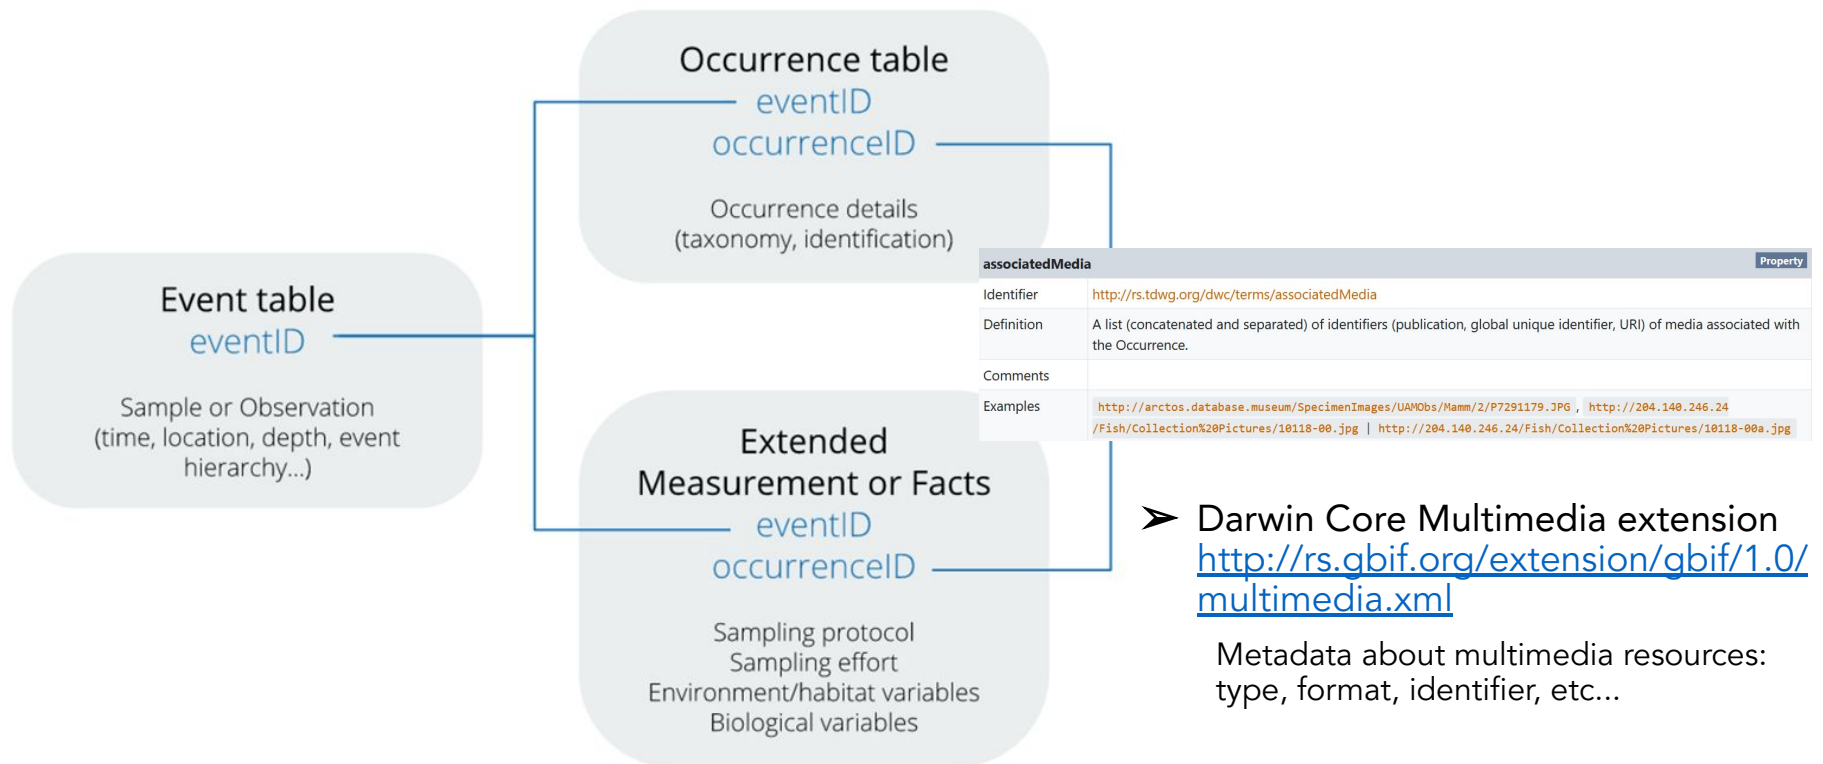 Occurrence table
eventID
occurrenceID
Occurrence details
(taxonomy, identification)
Event table
eventID
Sample or Observation
(time, location, depth, event
hierarchy...)
Extended
Measurement or Facts
eventID
occurrenceID
Sampling protocol
Sampling effort
Environment/habitat variables
Biological variables
associatedMedia Property
Identifier http://rs.tdwg.org/dwc/terms/associatedMedia
Definition A list (concatenated and separated) of identifiers (publication, global unique identifier, URI) of media associated with
the Occurrence.
Comments
Examples http://arctos.database.museum/SpecimenImages/UAMObs/Mamm/2/P7291179.JPG , http://204.140.246.24
/Fish/Collection%20Pictures/10118-00.jpg | http://204.140.246.24/Fish/Collection%20Pictures/10118-00a.jpg
➢ Darwin Core Multimedia extension
http://rs.gbif.org/extension/gbif/1.0/
multimedia.xml
Metadata about multimedia resources:
type, format, identifier, etc...